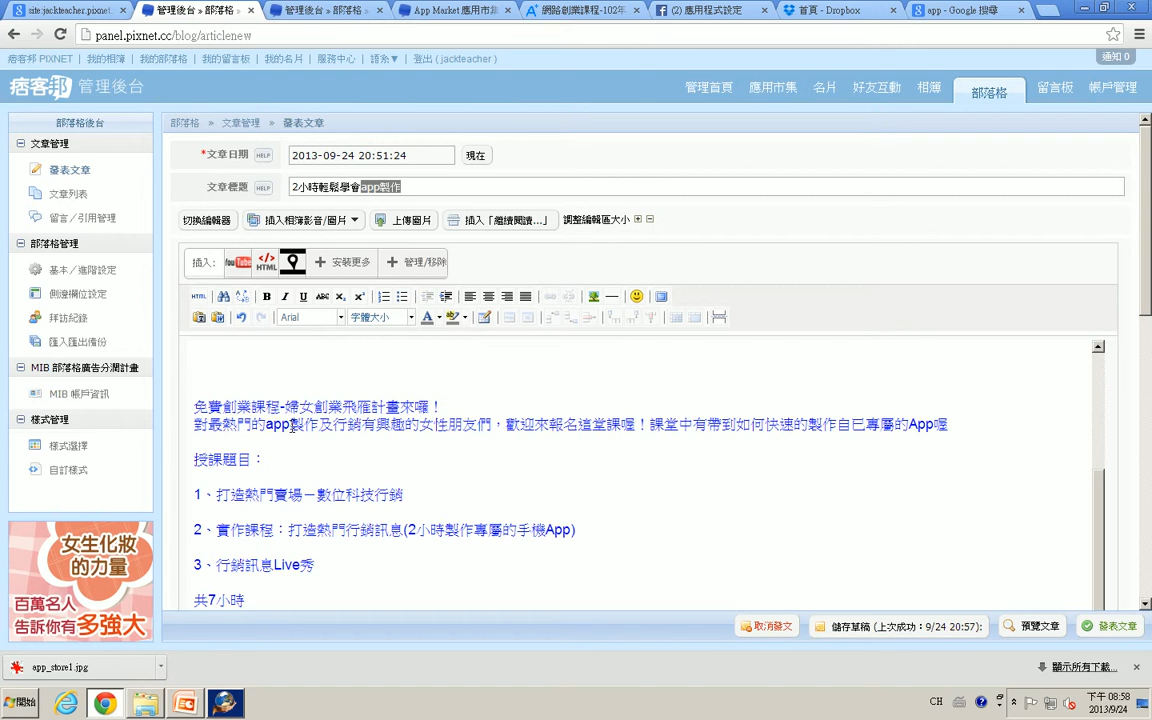 site:jackteacher.pixnet.c
管理後台 » 部落格 »
管理後台 » 部落格 »
App Market 應用市集
網路創業課程-102年
(2) 應用程式設定
首頁 - Dropbox
app - Google 搜尋
panel.pixnet.cc/blog/articlenew
痞客邦 PIXNET | 我的相簿 | 我的部落格 | 我的留言板 | 我的名片 | 服務中心 | 語系▼ | 登出 ( jackteacher )
通知 0
痞客邦 管理後台
管理首頁 應用市集 名片 好友互動 相簿 部落格 留言板 帳戶管理
部落格後台
文章管理
發表文章
文章列表
留言／引用管理
部落格管理
基本／進階設定
側邊欄位設定
拜訪紀錄
匯入匯出備份
MIB 部落格廣告分潤計畫
MIB 帳戶資訊
樣式管理
樣式選擇
自訂樣式
女生化妝
的力量
百萬名人
告訴你有多強大
部落格 » 文章管理 » 發表文章
*文章日期 HELP 2013-09-24 20:51:24 現在
文章標題 HELP 2小時輕鬆學會app製作
切換編輯器 插入相簿影音/圖片 上傳圖片 插入「繼續閱讀...」 調整編輯區大小
插入: YouTube HTML 安裝更多 管理/移除
HTML B I U ABC X₂ X²
Arial 字體大小 A
免費創業課程-婦女創業飛雁計畫來囉！
對最熱門的app製作及行銷有興趣的女性朋友們，歡迎來報名這堂課喔！課堂中有帶到如何快速的製作自已專屬的App喔
授課題目：
1、打造熱門賣場－數位科技行銷
2、實作課程：打造熱門行銷訊息(2小時製作專屬的手機App)
3、行銷訊息Live秀
共7小時
取消發文 儲存草稿 (上次成功：9/24 20:57): 預覽文章 發表文章
app_store1.jpg
顯示所有下載...
開始
CH
下午 08:58
2013/9/24